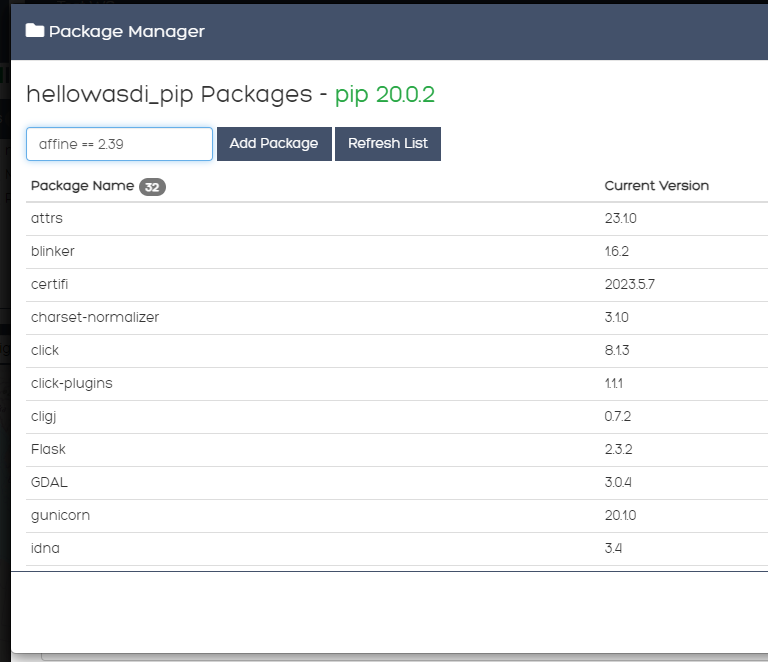 Package Manager
hellowasdi_pip Packages - pip 20.0.2
affine == 2.39
Add Package
Refresh List
Package Name 32 Current Version
attrs 23.1.0
blinker 1.6.2
certifi 2023.5.7
charset-normalizer 3.1.0
click 8.1.3
click-plugins 1.1.1
cligj 0.7.2
Flask 2.3.2
GDAL 3.0.4
gunicorn 20.1.0
idna 3.4